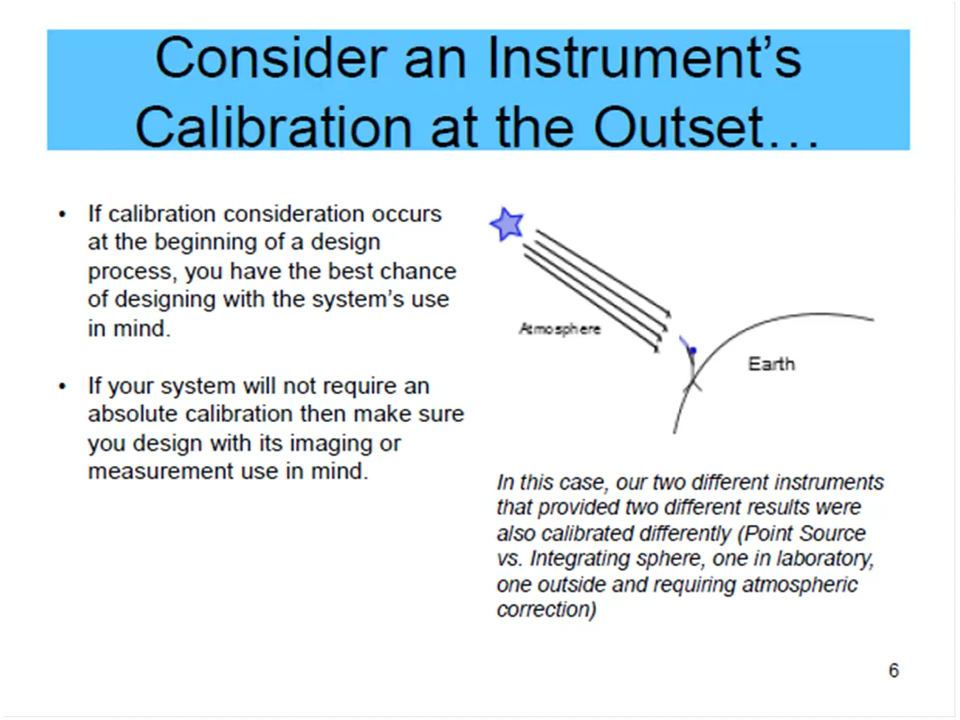 Consider an Instrument’s
Calibration at the Outset…
• If calibration consideration occurs
at the beginning of a design
process, you have the best chance
of designing with the system’s use
in mind.
• If your system will not require an
absolute calibration then make sure
you design with its imaging or
measurement use in mind.
Atmosphere
Earth
In this case, our two different instruments
that provided two different results were
also calibrated differently (Point Source
vs. Integrating sphere, one in laboratory,
one outside and requiring atmospheric
correction)
6